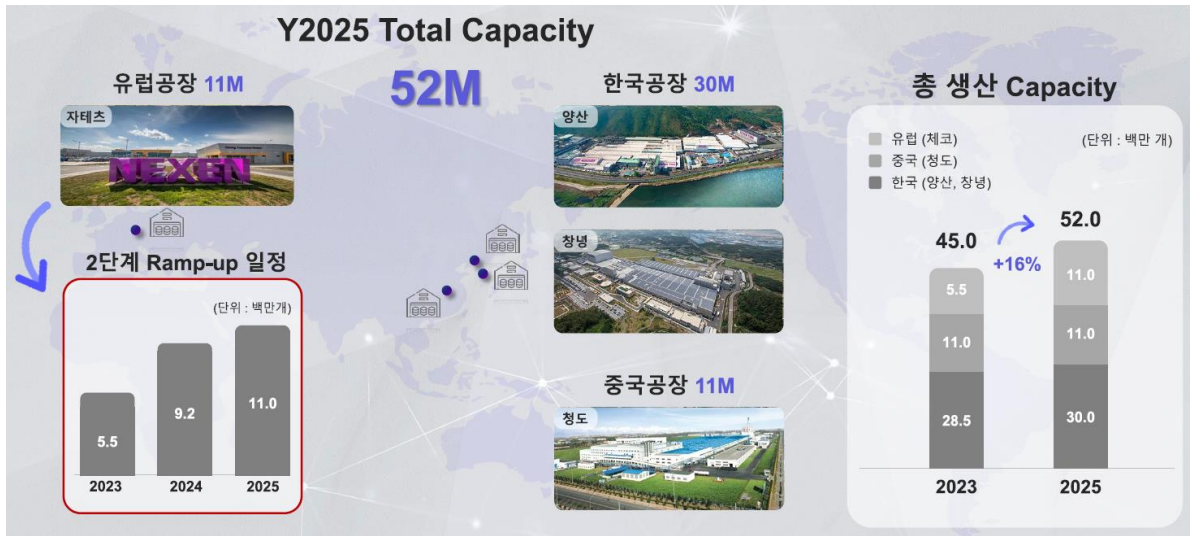 Y2025 Total Capacity
52M
유럽공장 11M
자테츠
NEXEN
2단계 Ramp-up 일정
(단위 : 백만개)
5.5
9.2
11.0
2023
2024
2025
한국공장 30M
양산
창녕
중국공장 11M
청도
총 생산 Capacity
유럽 (체코)
(단위 : 백만 개)
중국 (청도)
한국 (양산, 창녕)
45.0
+16%
52.0
5.5
11.0
11.0
11.0
28.5
30.0
2023
2025